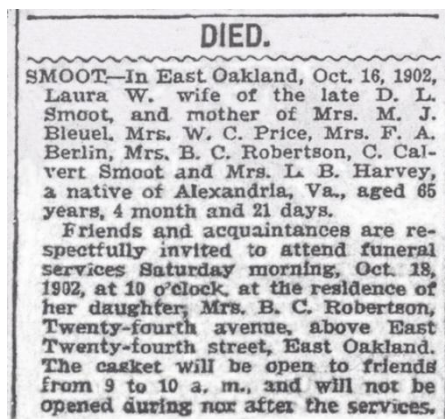 DIED.
SMOOT.—In East Oakland, Oct. 16, 1902,
Laura W. wife of the late D. L.
Smoot, and mother of Mrs. M. J.
Bleuel, Mrs. W. C. Price, Mrs. F. A.
Berlin, Mrs. B. C. Robertson, C. Cal-
vert Smoot and Mrs. L. B. Harvey,
a native of Alexandria, Va., aged 65
years, 4 month and 21 days.
Friends and acquaintances are re-
spectfully invited to attend funeral
services Saturday morning, Oct. 18,
1902, at 10 o'clock, at the residence of
her daughter, Mrs. B. C. Robertson,
Twenty-fourth avenue, above East
Twenty-fourth street, East Oakland.
The casket will be open to friends
from 9 to 10 a. m., and will not be
opened during nor after the services.